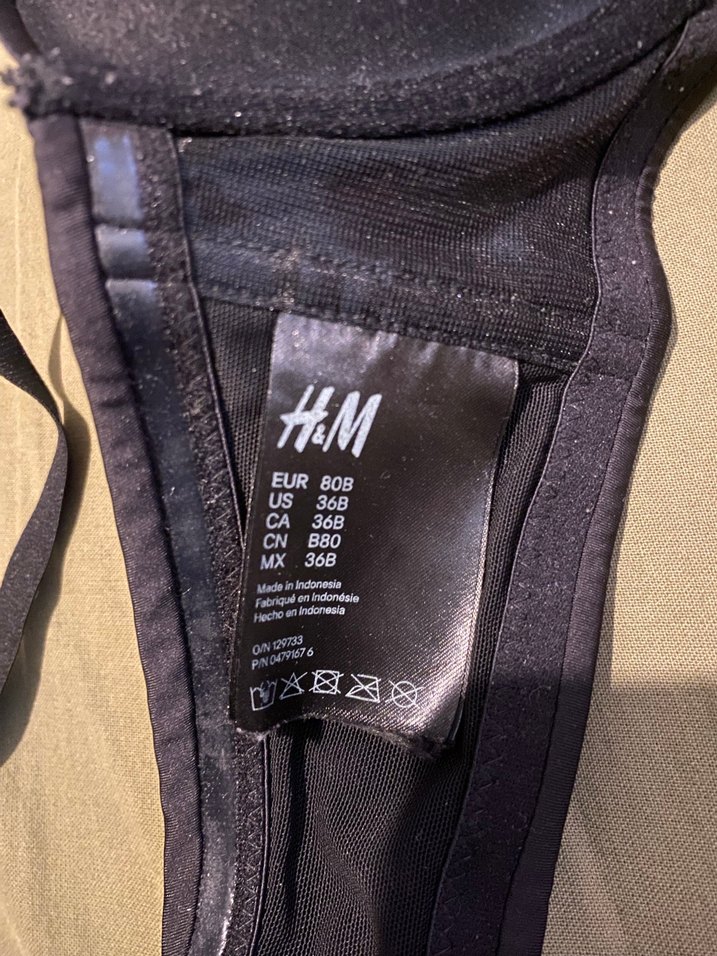 H&M
EUR 80B
US 36B
CA 36B
CN B80
MX 36B
Made in Indonesia
Fabriqué en Indonésie
Hecho en Indonesia
O/N 129733
P/N 0479167 6